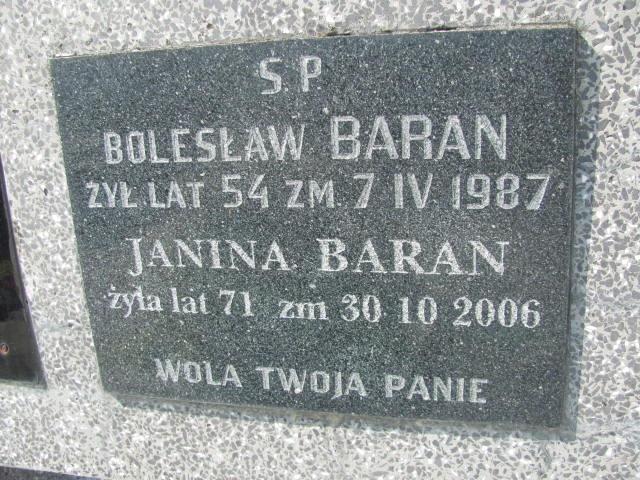 Ś P
BOLESŁAW BARAN
ŻYŁ LAT 54 ZM. 7 IV 1987
JANINA BARAN
żyła lat 71 zm 30 10 2006
WOLA TWOJA PANIE